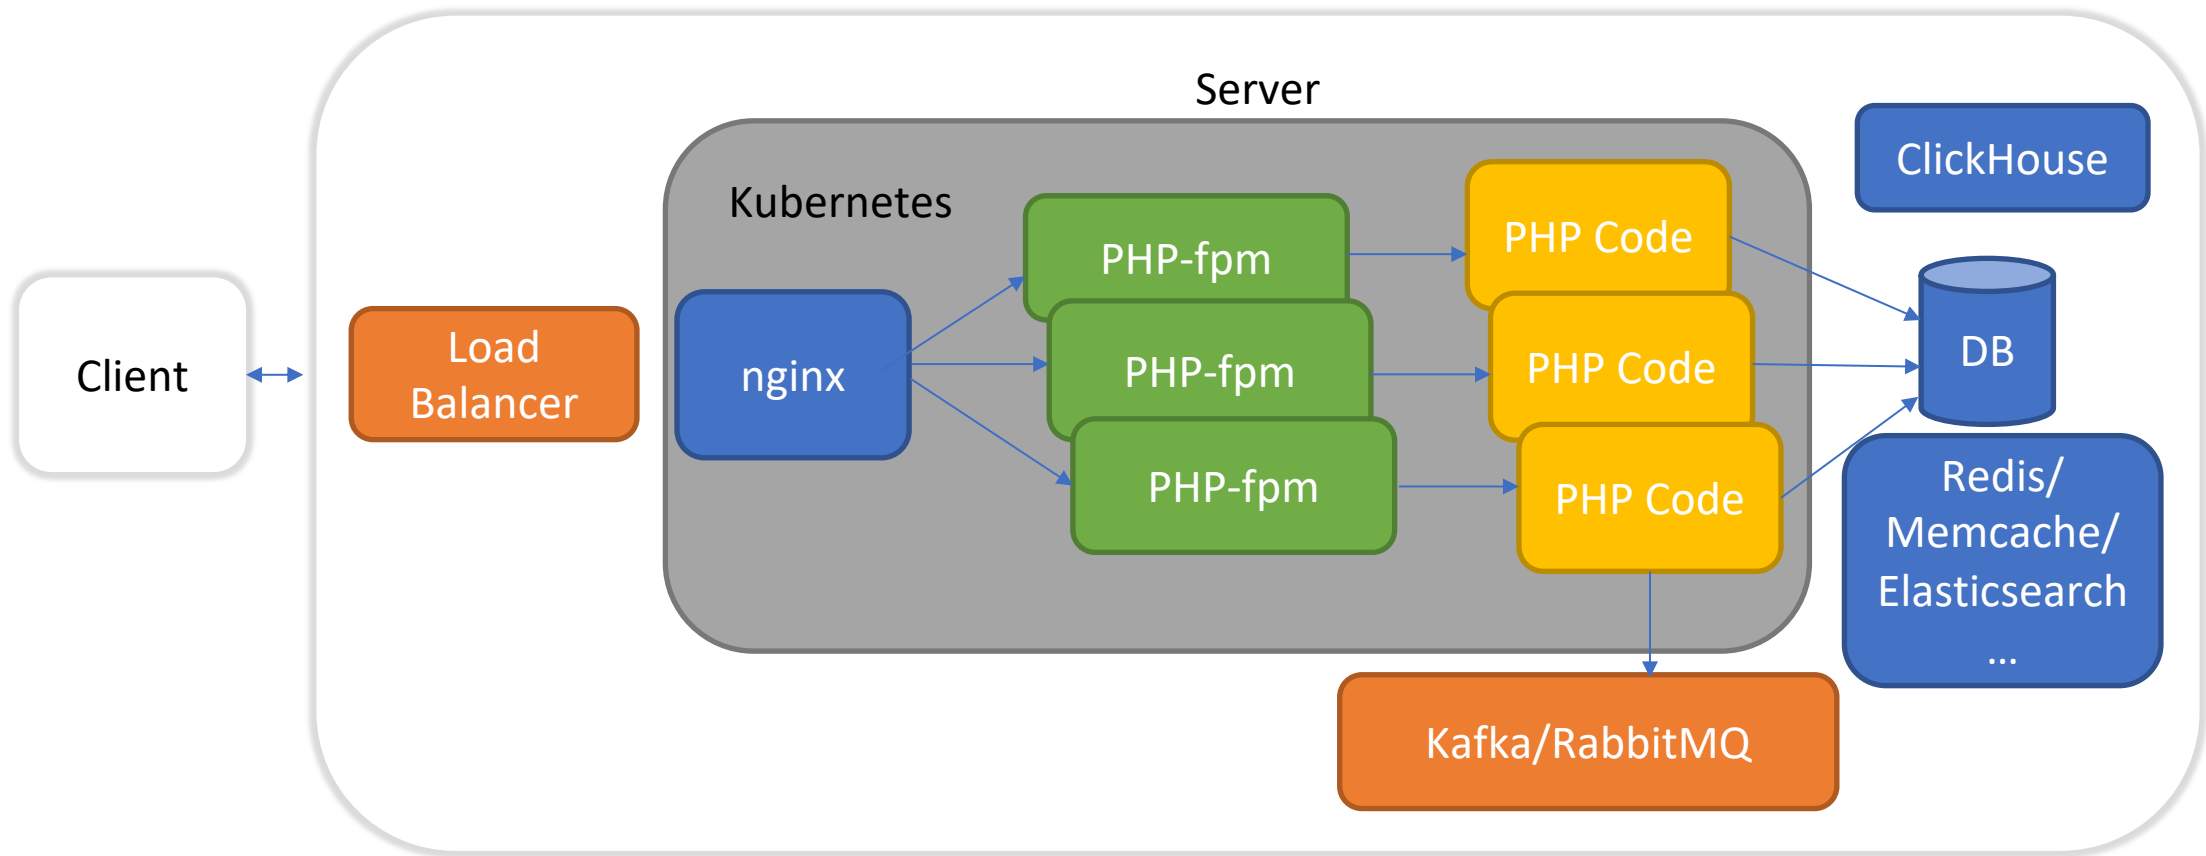 Server
ClickHouse
Kubernetes
PHP-fpm
PHP Code
Client
Load
Balancer
nginx
PHP-fpm
PHP Code
DB
PHP-fpm
PHP Code
Redis/
Memcache/
Elasticsearch
...
Kafka/RabbitMQ